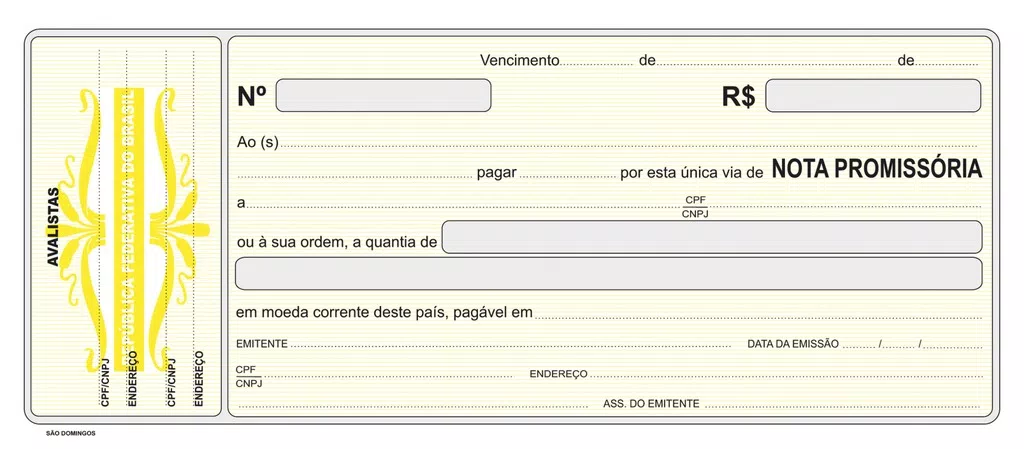 Vencimento de de
Nº R$
Ao (s)
pagar por esta única via de NOTA PROMISSÓRIA
a CPF CNPJ
ou à sua ordem, a quantia de
em moeda corrente deste país, pagável em
EMITENTE DATA DA EMISSÃO / /
CPF CNPJ ENDEREÇO
ASS. DO EMITENTE
AVALISTAS
REPÚBLICA FEDERATIVA DO BRASIL
CPF/CNPJ
ENDEREÇO
CPF/CNPJ
ENDEREÇO
SÃO DOMINGOS